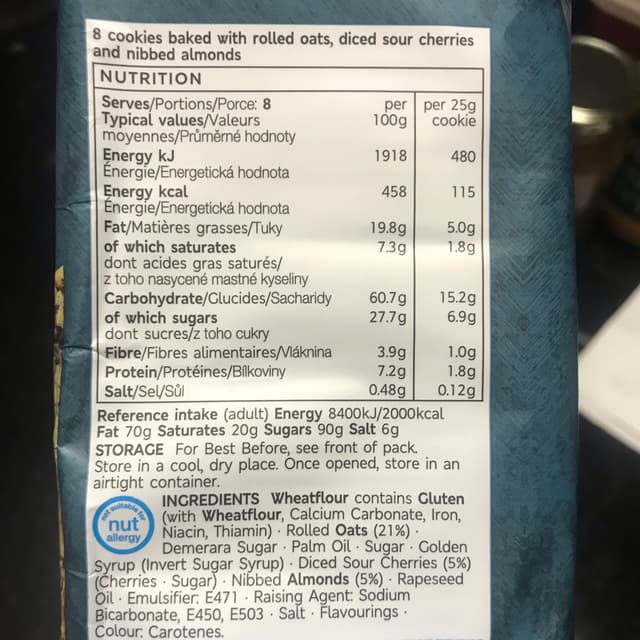 8 cookies baked with rolled oats, diced sour cherries
and nibbed almonds
NUTRITION
Serves/Portions/Porce: 8
Typical values/Valeurs per 100g per 25g cookie
moyennes/Průměrné hodnoty
Energy kJ 1918 480
Énergie/Energetická hodnota
Energy kcal 458 115
Énergie/Energetická hodnota
Fat/Matières grasses/Tuky 19.8g 5.0g
of which saturates 7.3g 1.8g
dont acides gras saturés/
z toho nasycené mastné kyseliny
Carbohydrate/Glucides/Sacharidy 60.7g 15.2g
of which sugars 27.7g 6.9g
dont sucres/z toho cukry
Fibre/Fibres alimentaires/Vláknina 3.9g 1.0g
Protein/Protéines/Bílkoviny 7.2g 1.8g
Salt/Sel/Sůl 0.48g 0.12g
Reference intake (adult) Energy 8400kJ/2000kcal
Fat 70g Saturates 20g Sugars 90g Salt 6g
STORAGE For Best Before, see front of pack.
Store in a cool, dry place. Once opened, store in an
airtight container.
not suitable for
nut
allergy
INGREDIENTS Wheatflour contains Gluten
(with Wheatflour, Calcium Carbonate, Iron,
Niacin, Thiamin) · Rolled Oats (21%) ·
Demerara Sugar · Palm Oil · Sugar · Golden
Syrup (Invert Sugar Syrup) · Diced Sour Cherries (5%)
(Cherries · Sugar) · Nibbed Almonds (5%) · Rapeseed
Oil · Emulsifier: E471 · Raising Agent: Sodium
Bicarbonate, E450, E503 · Salt · Flavourings ·
Colour: Carotenes.